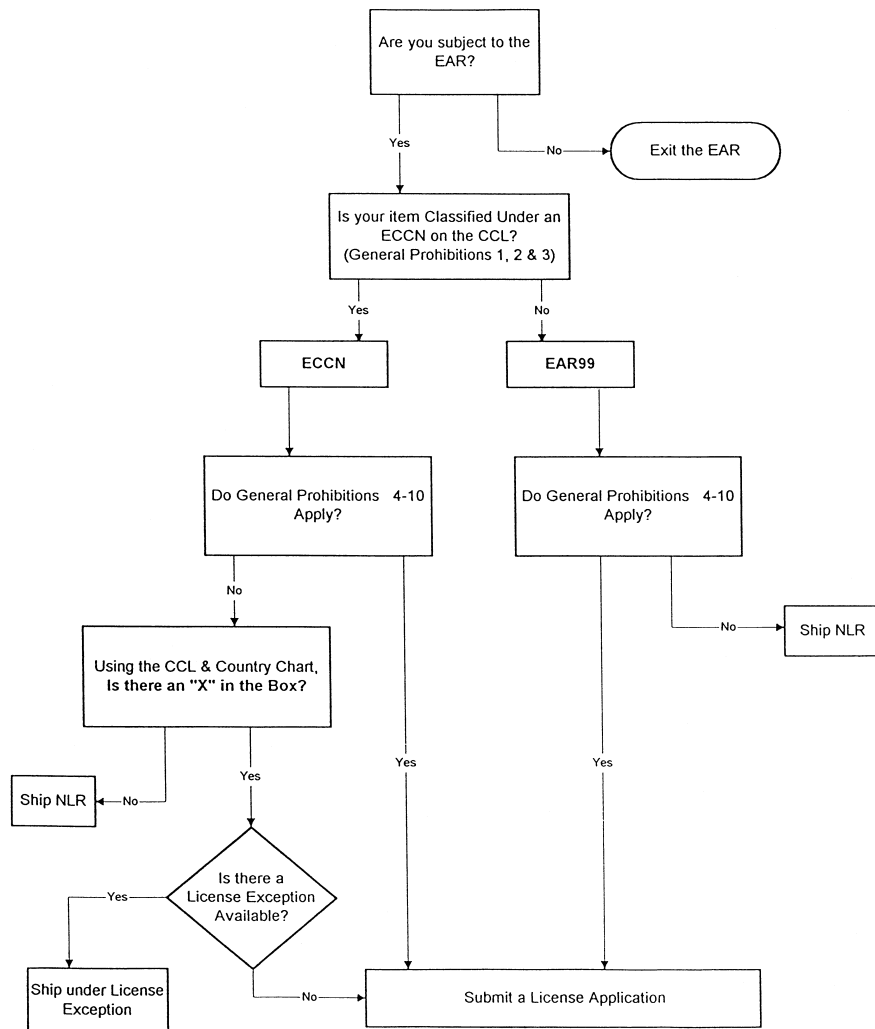 Are you subject to the
EAR?
Yes
No
Exit the EAR
Is your item Classified Under an
ECCN on the CCL?
(General Prohibitions 1, 2 & 3)
Yes
No
ECCN
EAR99
Do General Prohibitions 4-10
Apply?
Do General Prohibitions 4-10
Apply?
No
No
Ship NLR
Using the CCL & Country Chart,
Is there an "X" in the Box?
Yes
Yes
Yes
Ship NLR
No
Is there a
License Exception
Available?
Yes
Ship under License
Exception
No
Submit a License Application